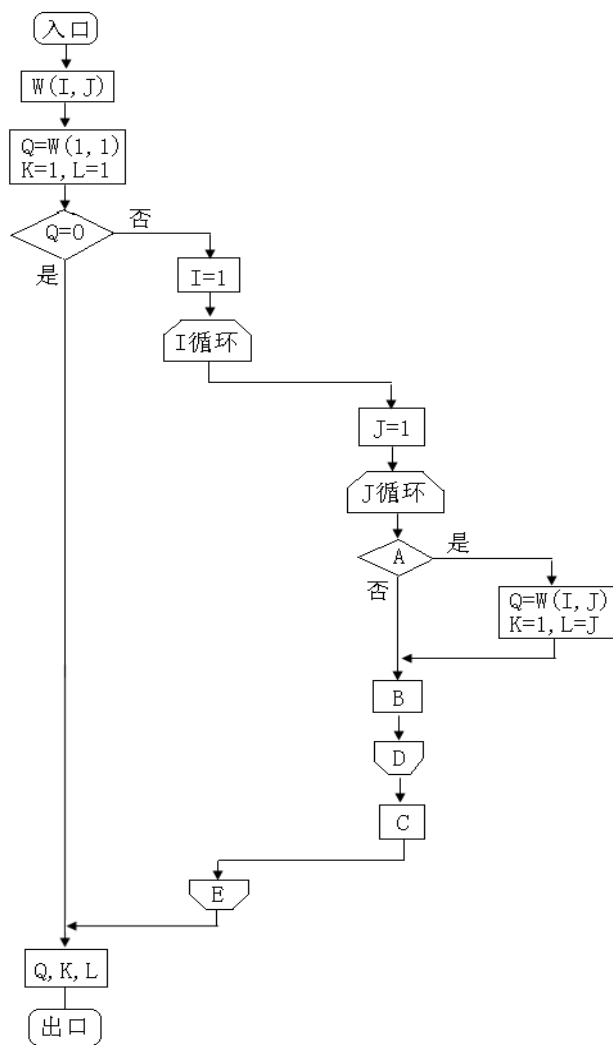 入口
W(I,J)
Q=W(1,1)
K=1,L=1
Q=0
否
是
I=1
I循环
J=1
J循环
A
是
否
Q=W(I,J)
K=1,L=J
B
D
C
E
Q,K,L
出口